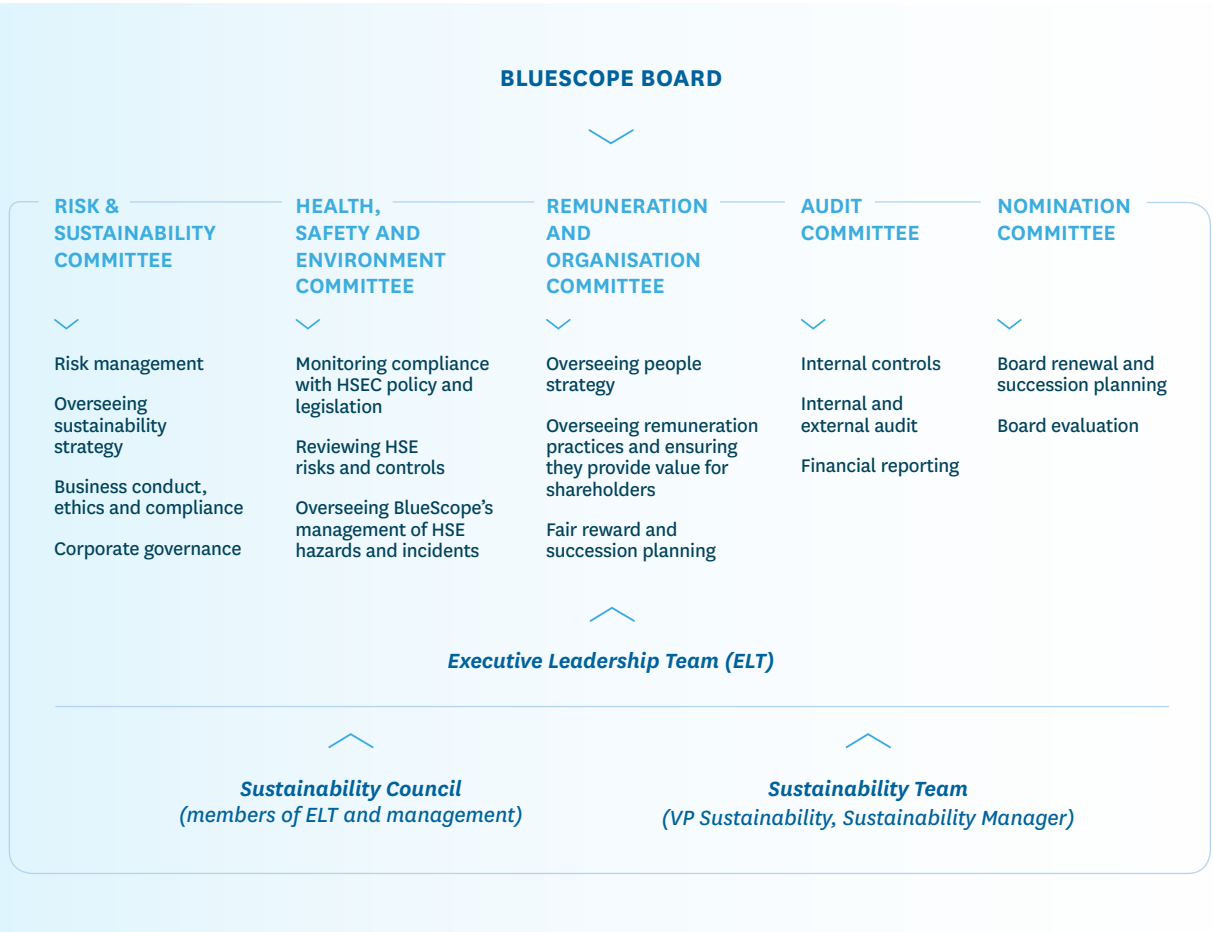 BLUESCOPE BOARD
RISK &
SUSTAINABILITY
COMMITTEE
Risk management
Overseeing
sustainability
strategy
Business conduct,
ethics and compliance
Corporate governance
HEALTH,
SAFETY AND
ENVIRONMENT
COMMITTEE
Monitoring compliance
with HSEC policy and
legislation
Reviewing HSE
risks and controls
Overseeing BlueScope’s
management of HSE
hazards and incidents
REMUNERATION
AND
ORGANISATION
COMMITTEE
Overseeing people
strategy
Overseeing remuneration
practices and ensuring
they provide value for
shareholders
Fair reward and
succession planning
AUDIT
COMMITTEE
Internal controls
Internal and
external audit
Financial reporting
NOMINATION
COMMITTEE
Board renewal and
succession planning
Board evaluation
Executive Leadership Team (ELT)
Sustainability Council
(members of ELT and management)
Sustainability Team
(VP Sustainability, Sustainability Manager)